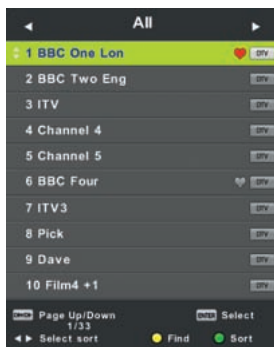 All
1 BBC One Lon DTV
2 BBC Two Eng DTV
3 ITV DTV
4 Channel 4 DTV
5 Channel 5 DTV
6 BBC Four DTV
7 ITV3 DTV
8 Pick DTV
9 Dave DTV
10 Film4 +1 DTV
Page Up/Down ENTER Select
1/33
Select sort Find Sort